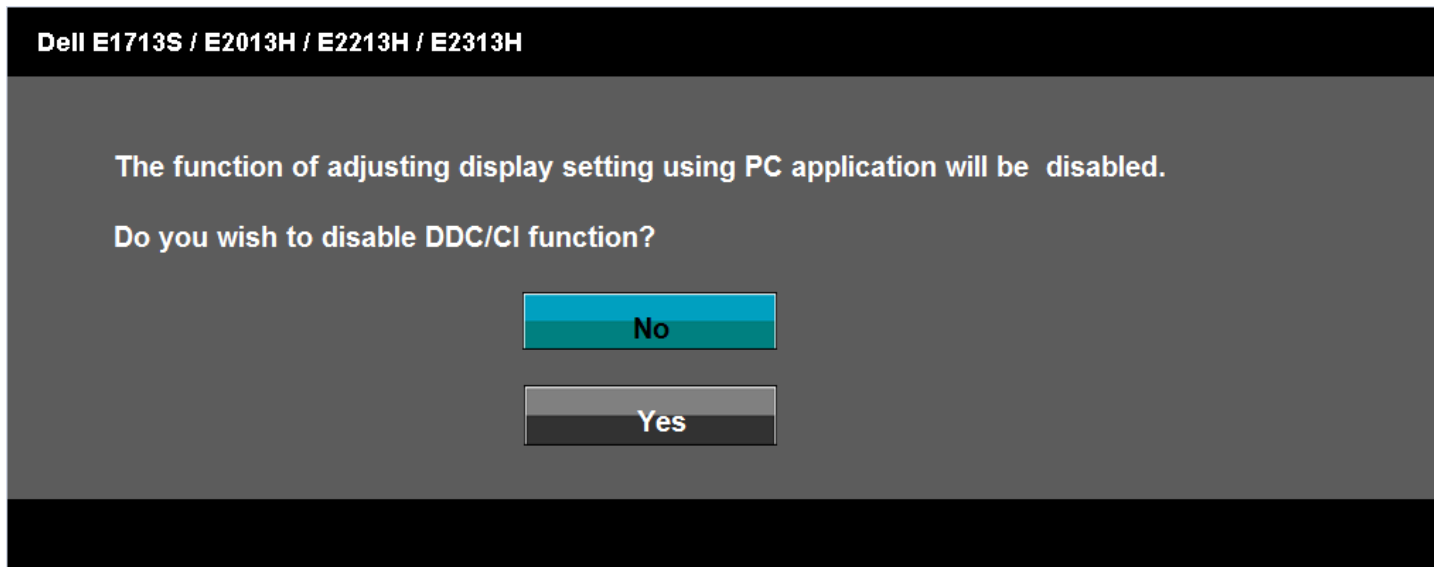 Dell E1713S / E2013H / E2213H / E2313H
The function of adjusting display setting using PC application will be  disabled.
Do you wish to disable DDC/CI function?
No
Yes